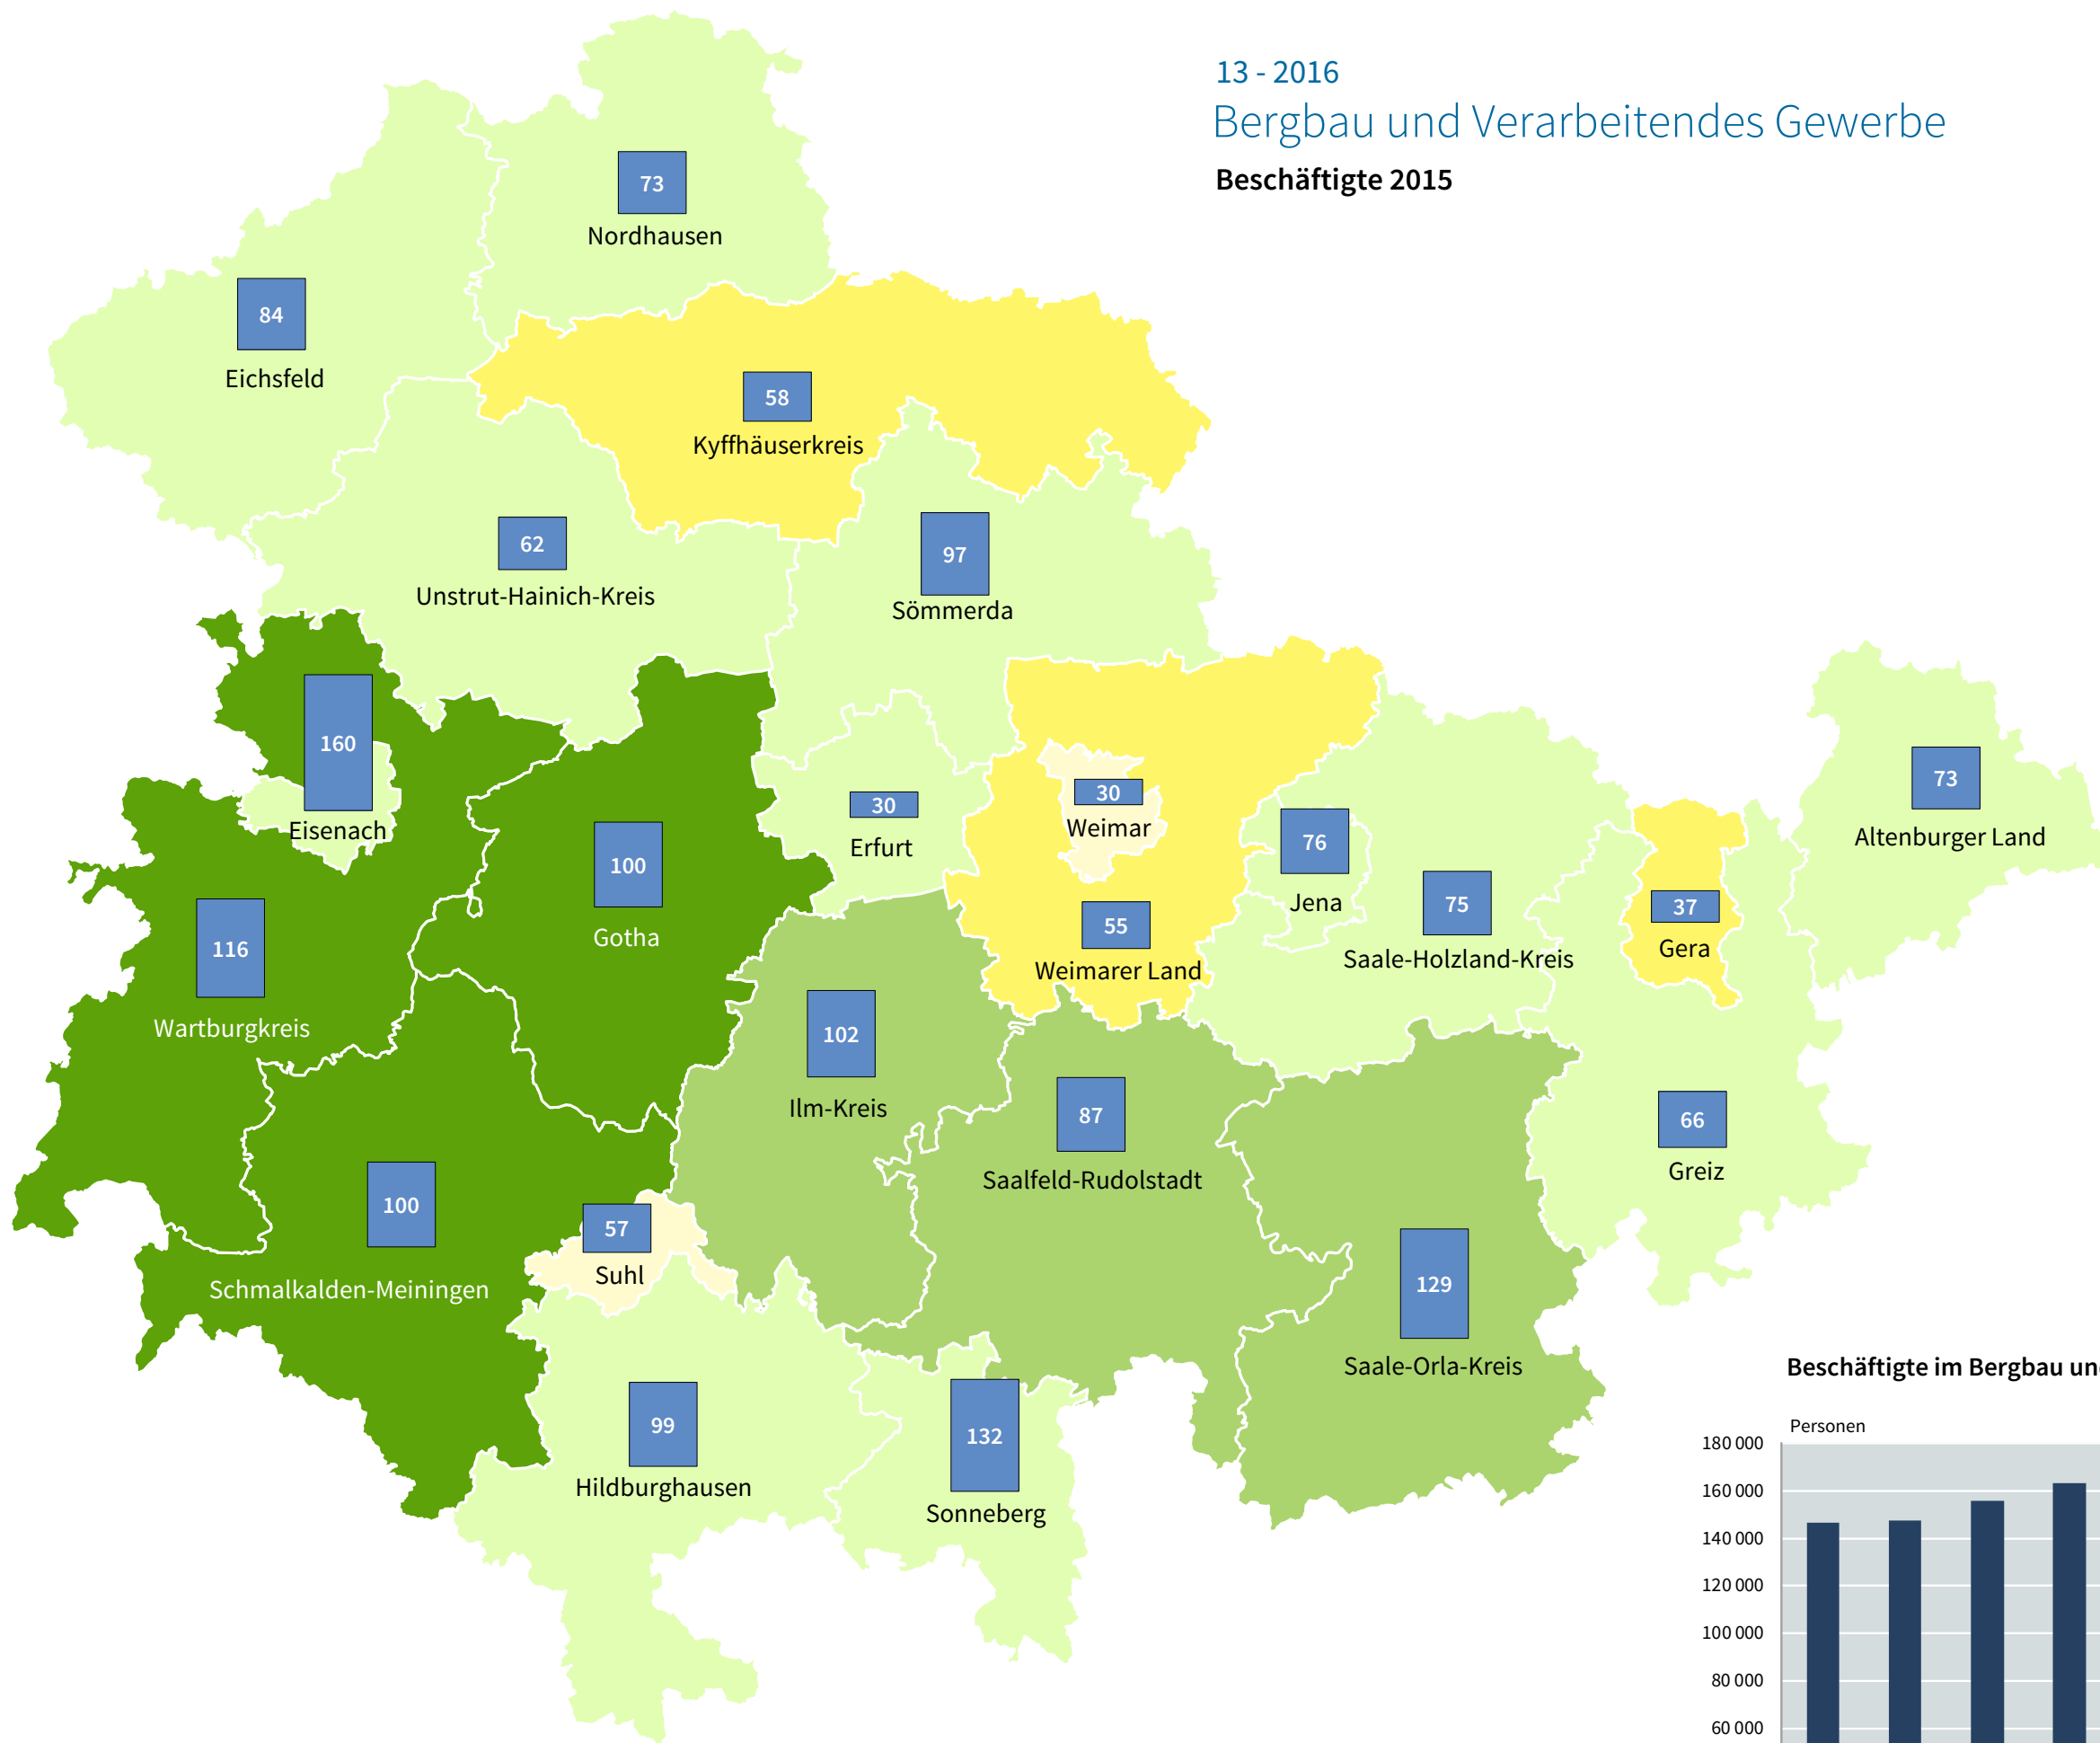 13 - 2016
Bergbau und Verarbeitendes Gewerbe
Beschäftigte 2015
73
Nordhausen
84
Eichsfeld
58
Kyffhäuserkreis
62
Unstrut-Hainich-Kreis
97
Sömmerda
160
Eisenach
100
Gotha
30
Erfurt
30
Weimar
55
Weimarer Land
76
Jena
75
Saale-Holzland-Kreis
37
Gera
73
Altenburger Land
116
Wartburgkreis
102
Ilm-Kreis
87
Saalfeld-Rudolstadt
66
Greiz
100
Schmalkalden-Meiningen
57
Suhl
129
Saale-Orla-Kreis
99
Hildburghausen
132
Sonneberg
Beschäftigte im Bergbau
Personen
180 000
160 000
140 000
120 000
100 000
80 000
60 000